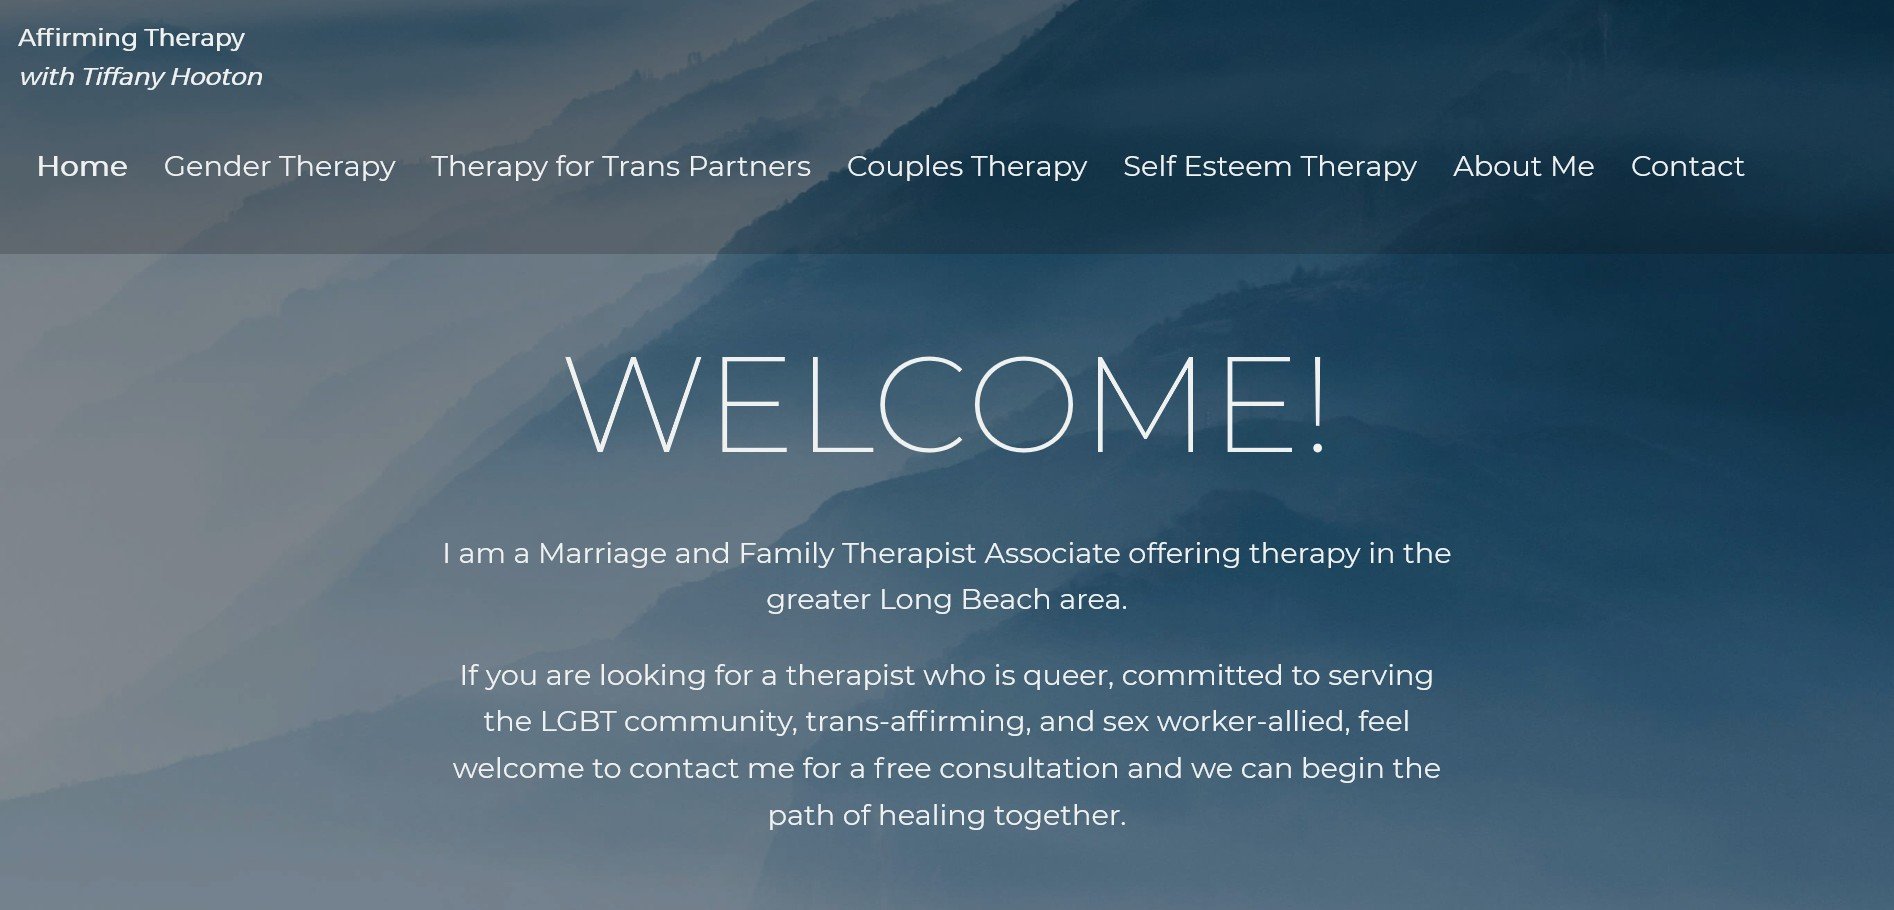 Affirming Therapy
with Tiffany Hooton
Home Gender Therapy Therapy for Trans Partners Couples Therapy Self Esteem Therapy About Me Contact
WELCOME!
I am a Marriage and Family Therapist Associate offering therapy in the
greater Long Beach area.
If you are looking for a therapist who is queer, committed to serving
the LGBT community, trans-affirming, and sex worker-allied, feel
welcome to contact me for a free consultation and we can begin the
path of healing together.